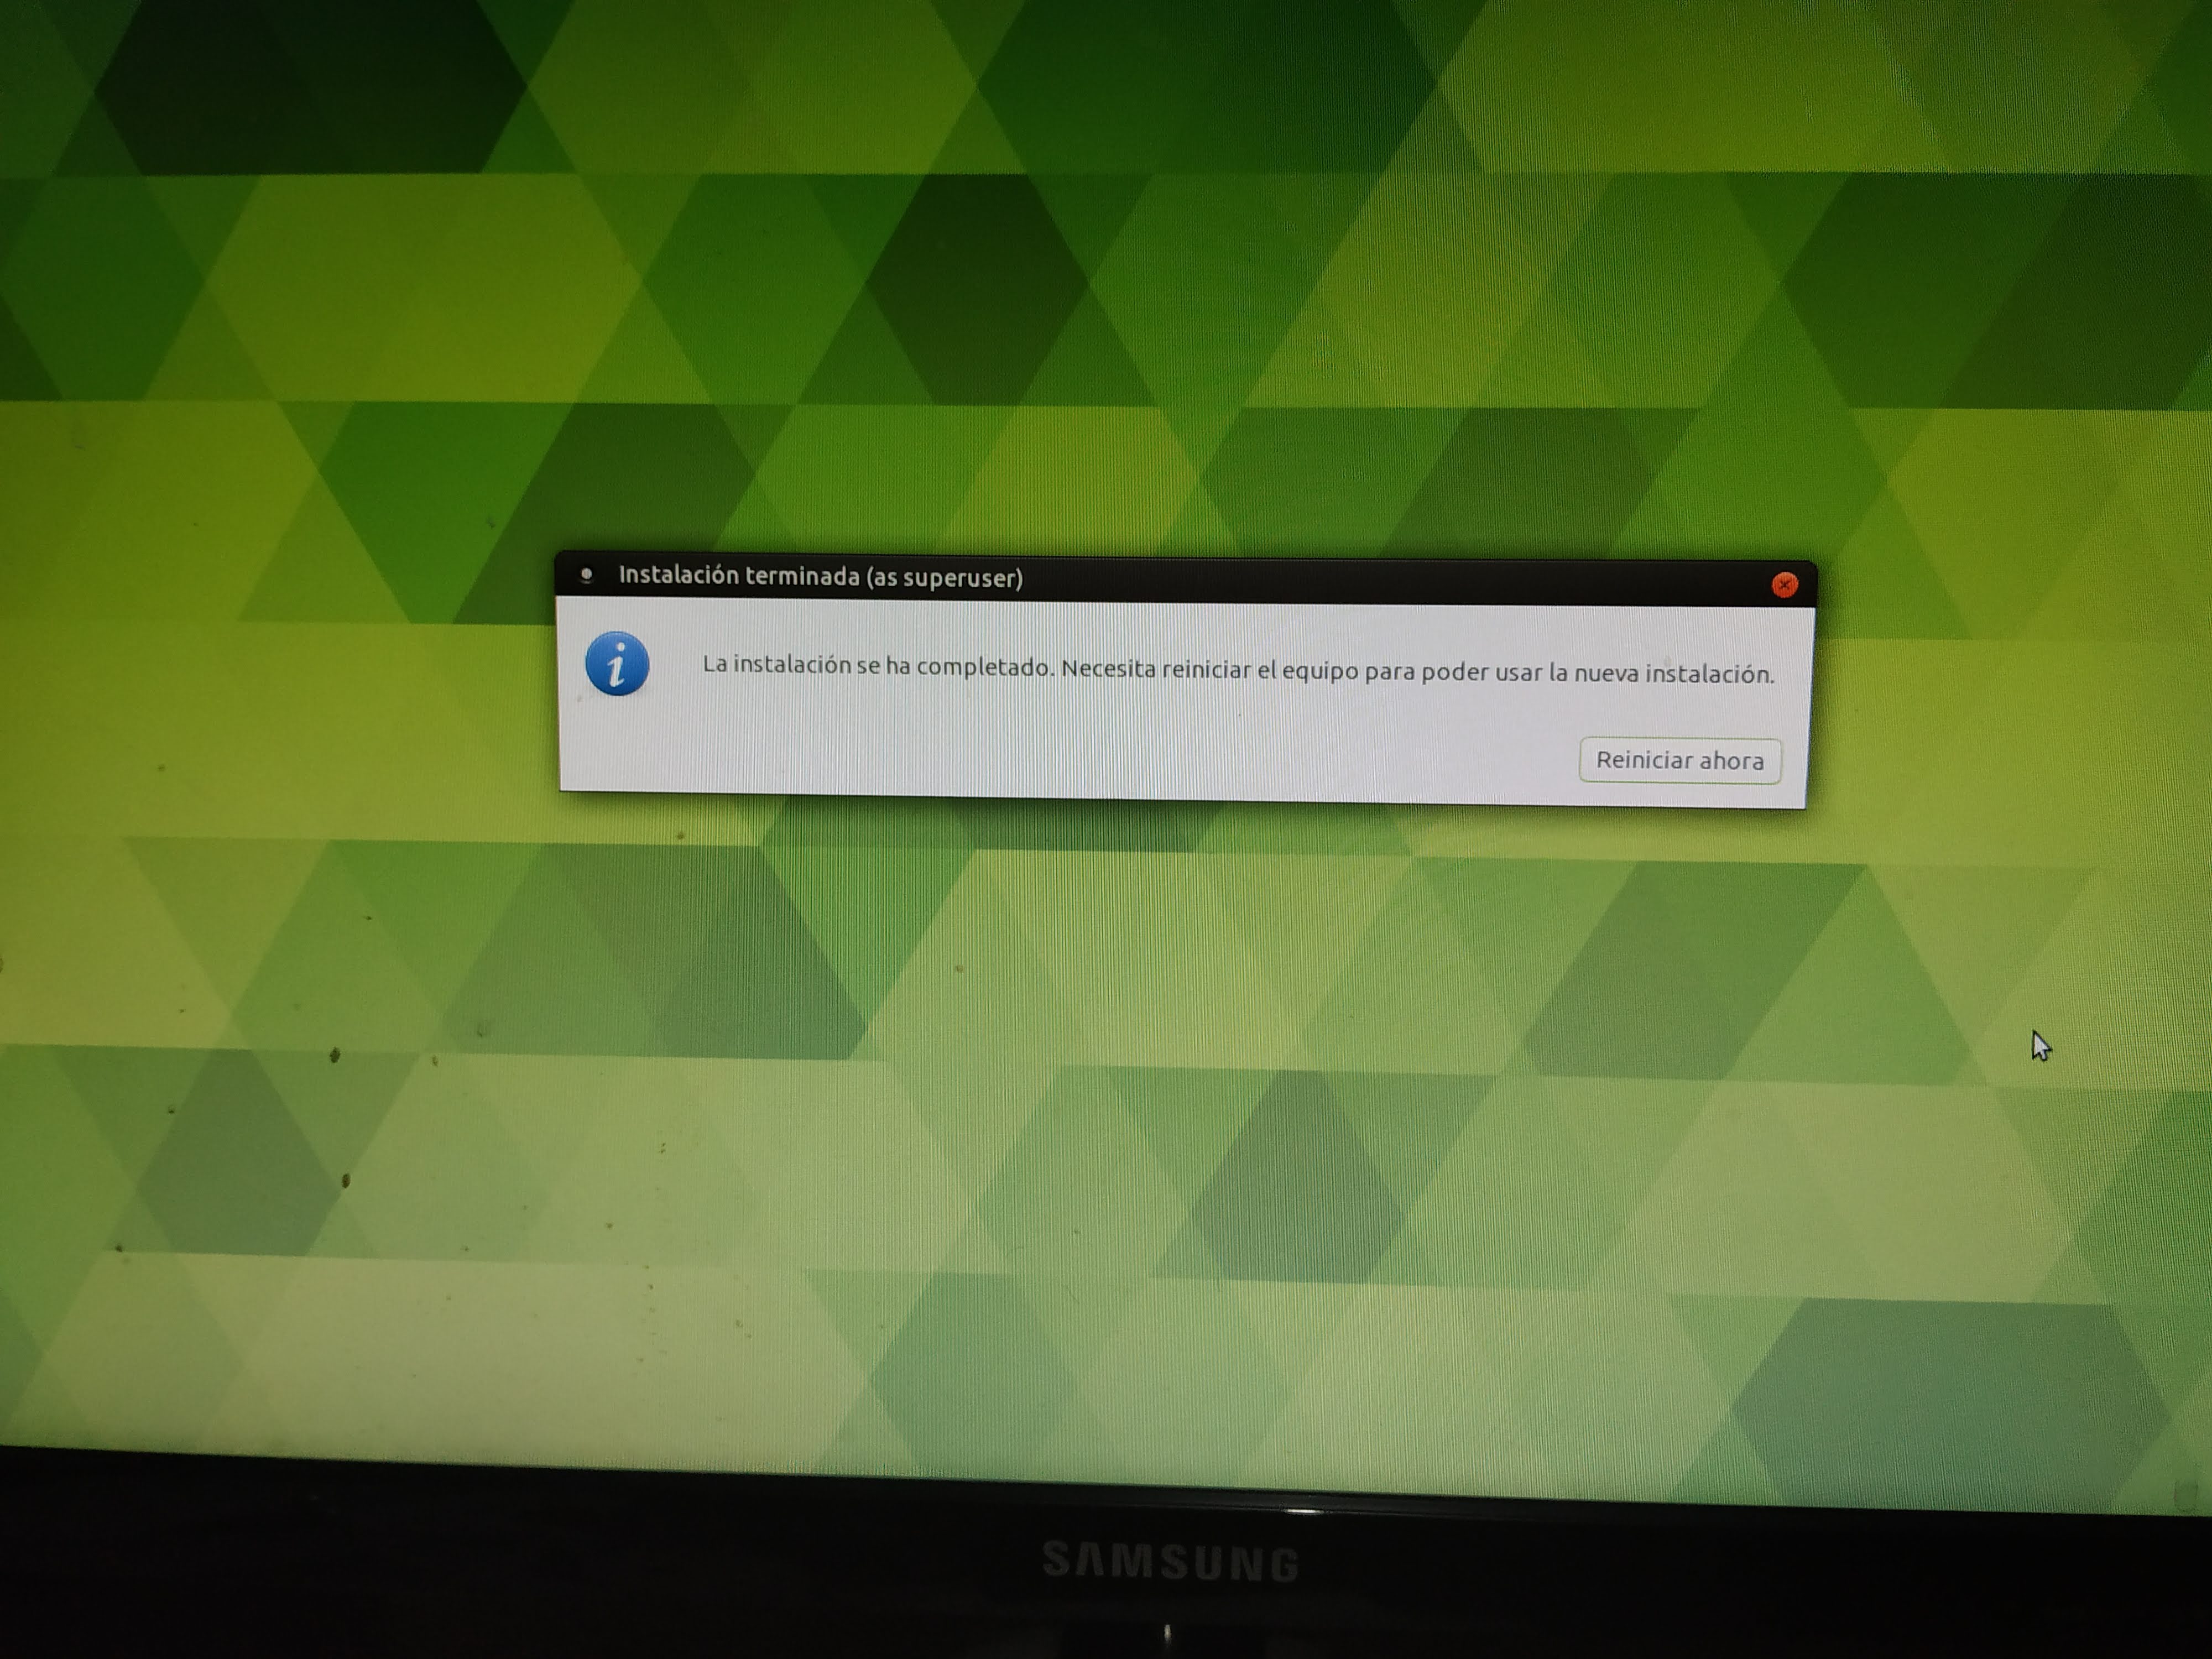 Instalación terminada (as superuser)
La instalación se ha completado. Necesita reiniciar el equipo para poder usar la nueva instalación.
Reiniciar ahora
SAMSUNG